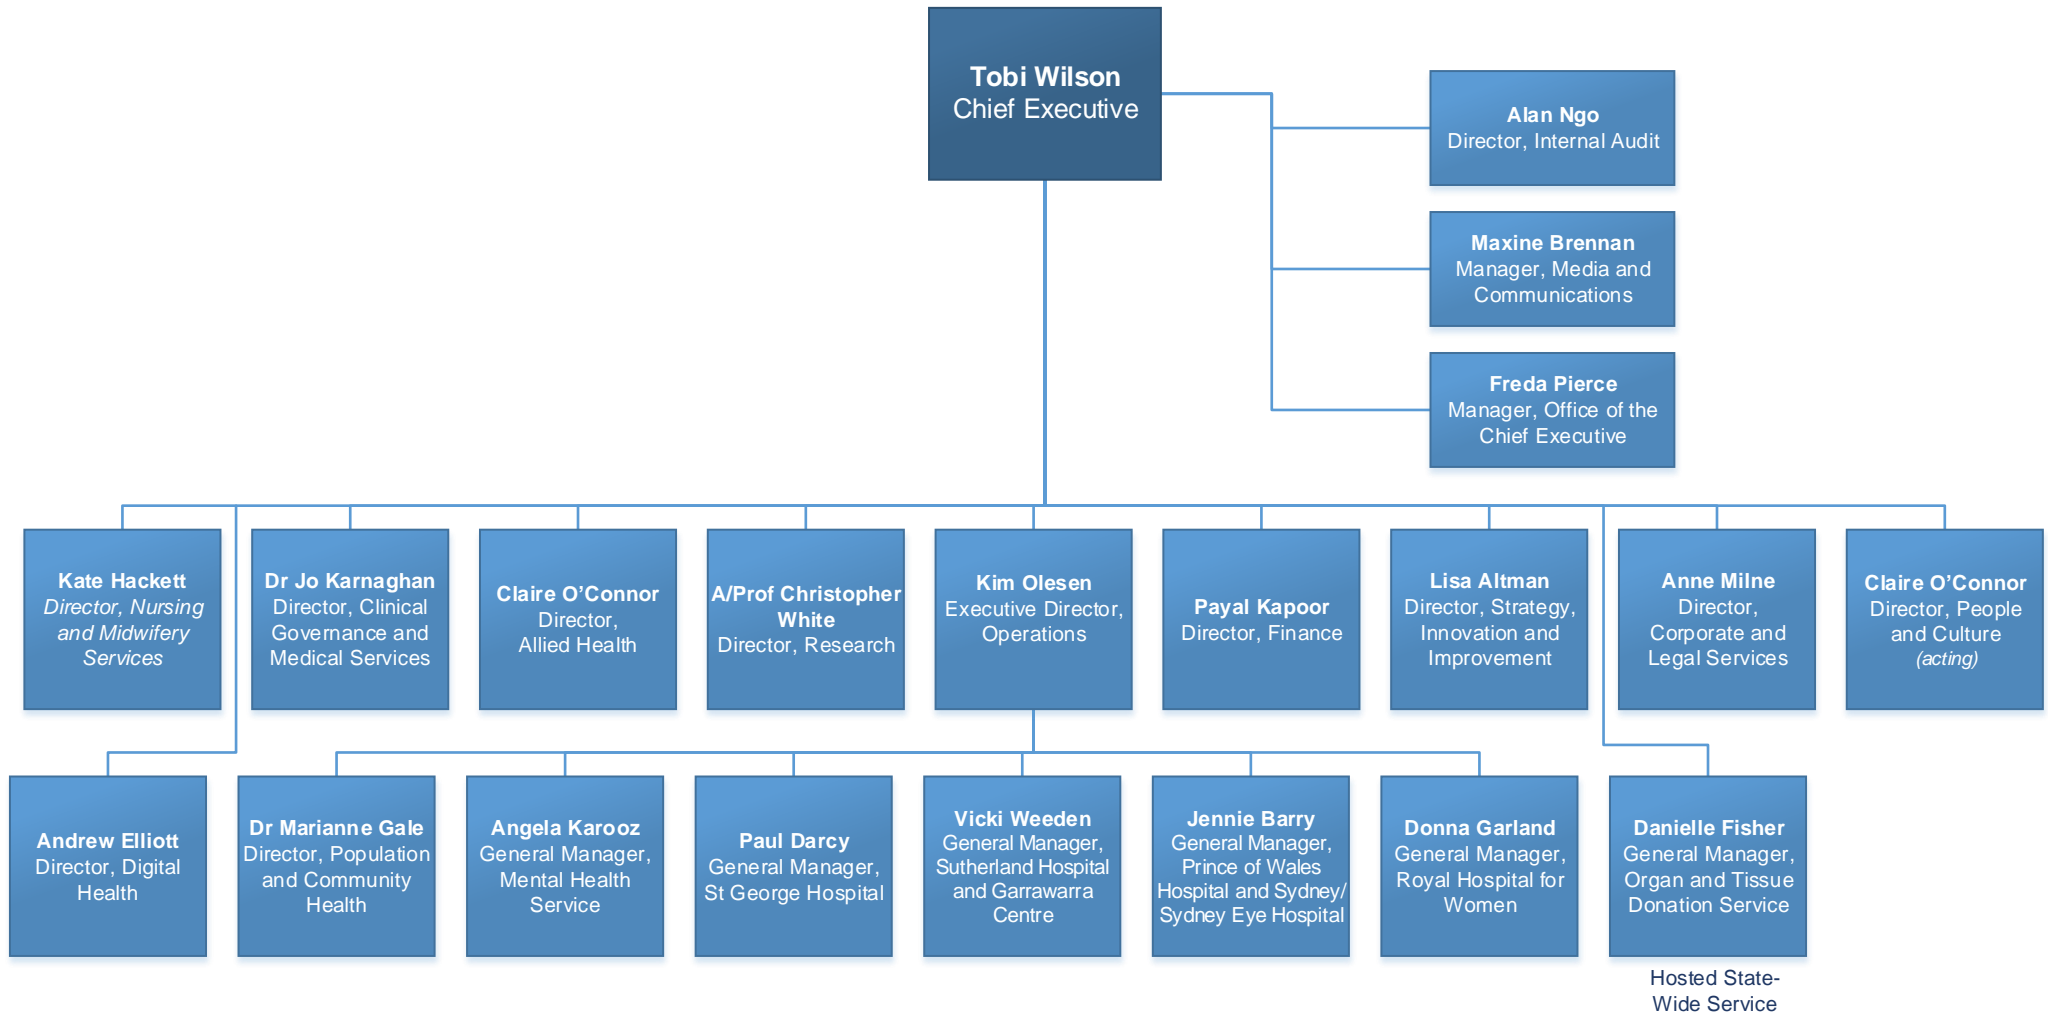 Tobi Wilson
Chief Executive
Alan Ngo
Director, Internal Audit
Maxine Brennan
Manager, Media and
Communications
Freda Pierce
Manager, Office of the
Chief Executive
Kate Hackett
Director, Nursing
and Midwifery
Services
Dr Jo Karnaghan
Director, Clinical
Governance and
Medical Services
Claire O’Connor
Director,
Allied Health
A/Prof Christopher
White
Director, Research
Kim Olesen
Executive Director,
Operations
Payal Kapoor
Director, Finance
Lisa Altman
Director, Strategy,
Innovation and
Improvement
Anne Milne
Director,
Corporate and
Legal Services
Claire O’Connor
Director, People
and Culture
(acting)
Andrew Elliott
Director, Digital
Health
Dr Marianne Gale
Director, Population
and Community
Health
Angela Karooz
General Manager,
Mental Health
Service
Paul Darcy
General Manager,
St George Hospital
Vicki Weeden
General Manager,
Sutherland Hospital
and Garrawarra
Centre
Jennie Barry
General Manager,
Prince of Wales
Hospital and Sydney/
Sydney Eye Hospital
Donna Garland
General Manager,
Royal Hospital for
Women
Danielle Fisher
General Manager,
Organ and Tissue
Donation Service
Hosted State-
Wide Service